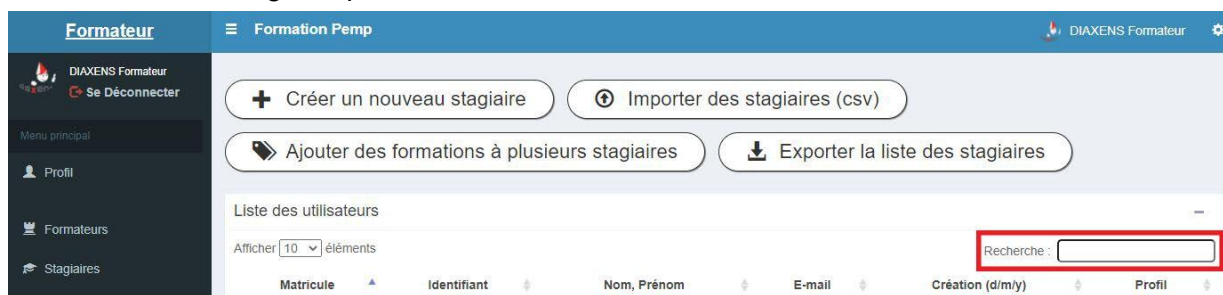 Formateur
Formation Pemp
DIAXENS Formateur
DIAXENS Formateur
Se Déconnecter
Créer un nouveau stagiaire
Importer des stagiaires (csv)
Menu principal
Ajouter des formations à plusieurs stagiaires
Exporter la liste des stagiaires
Profil
Liste des utilisateurs
Formateurs
Afficher 10 éléments
Recherche :
Stagiaires
Matricule Identifiant Nom, Prénom E-mail Création (d/m/y) Profil